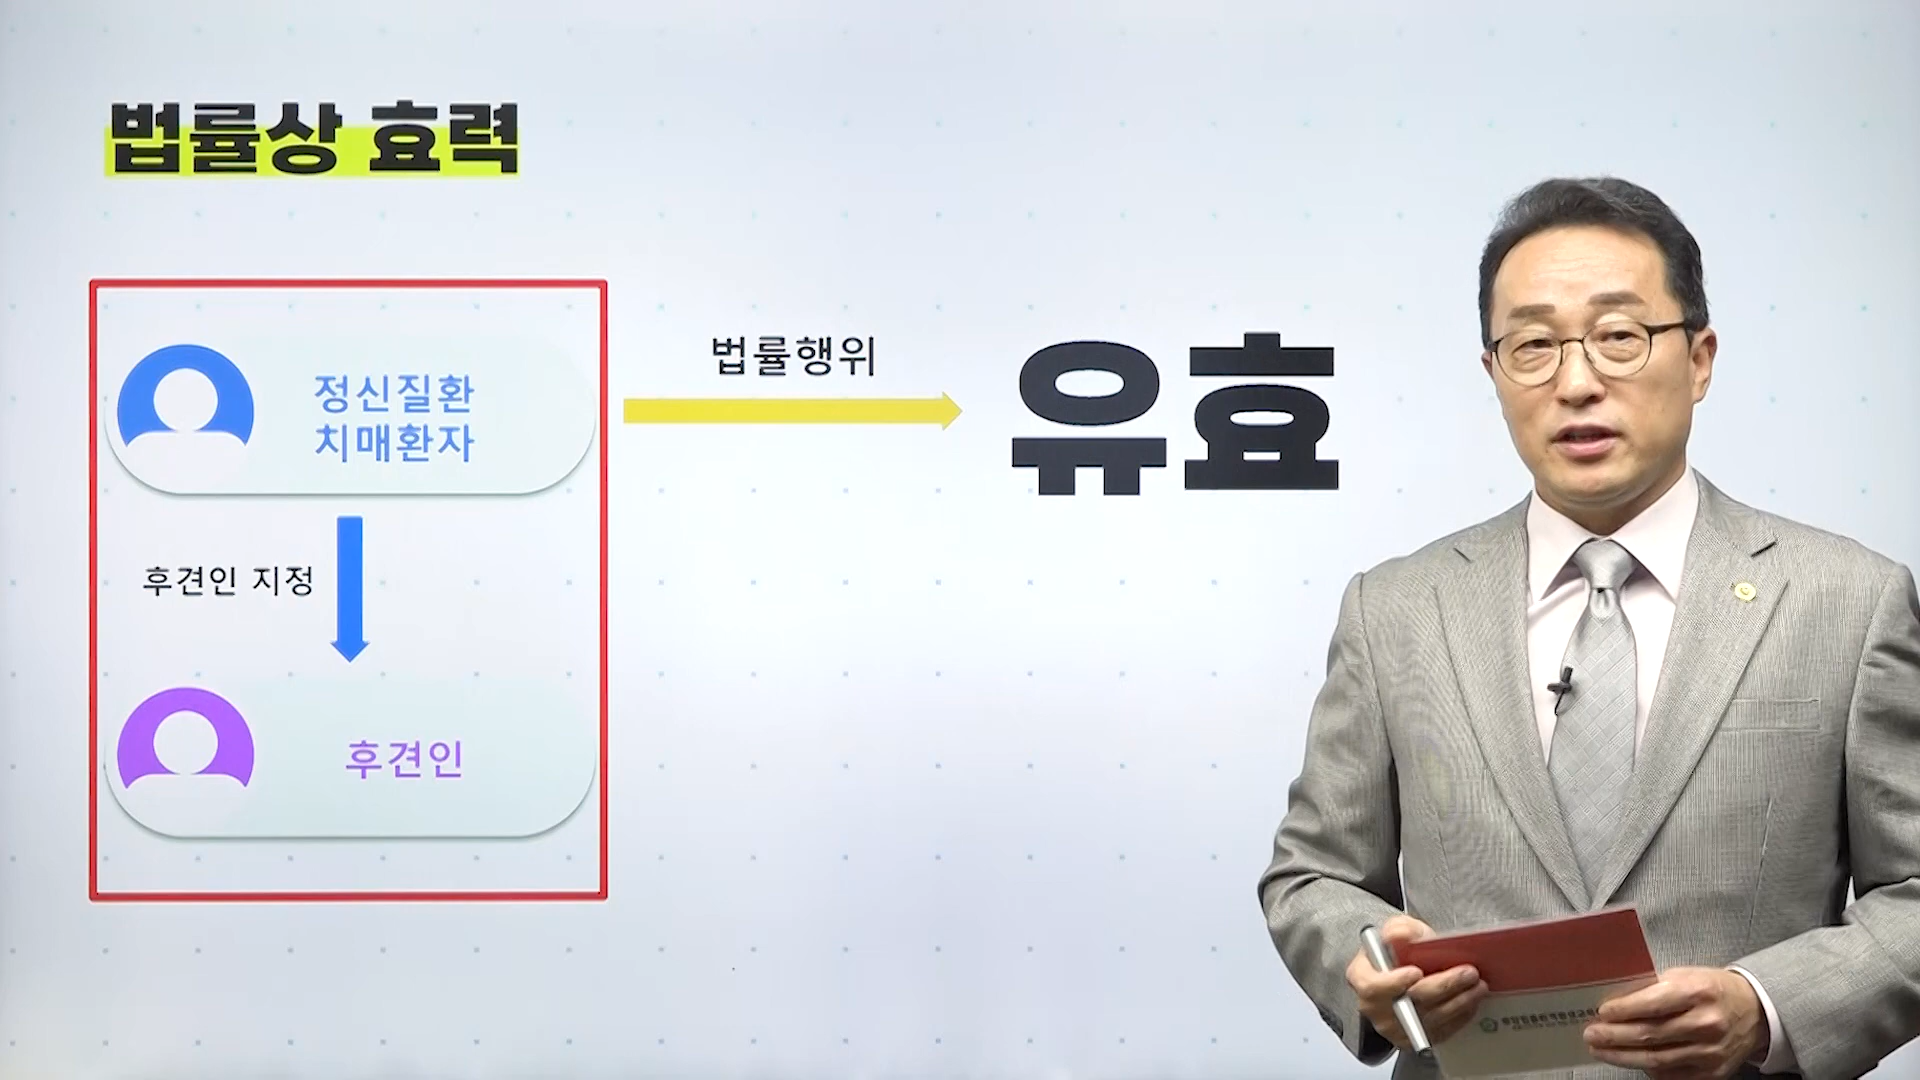 법률상 효력
정신질환
치매환자
후견인 지정
후견인
법률행위
유효